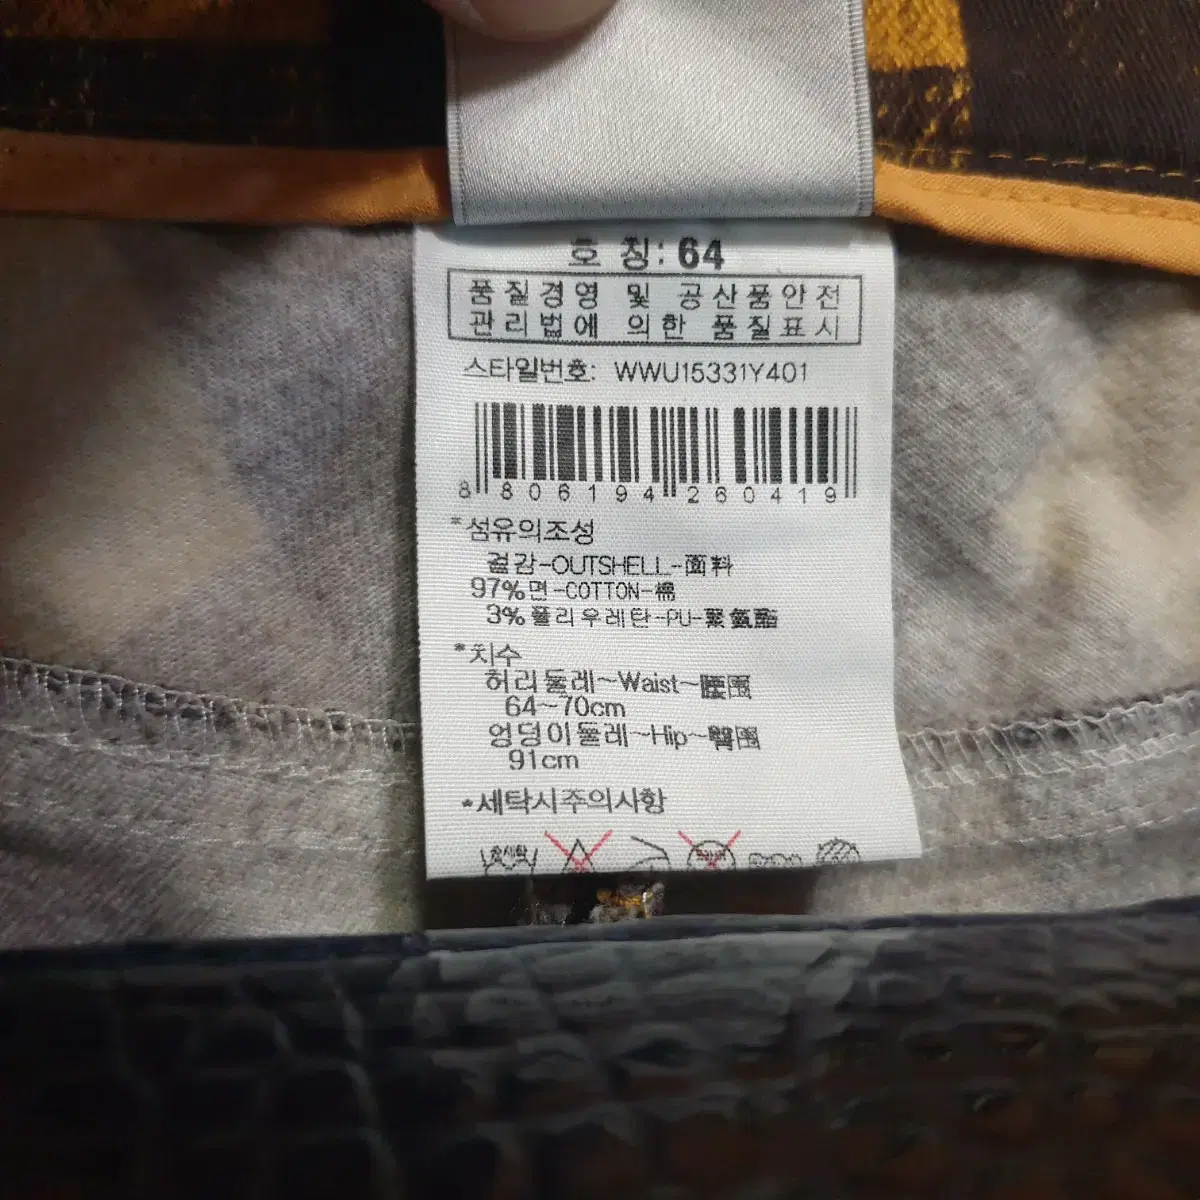 호 칭: 64
품질경영 및 공산품안전
관리법에 의한 품질표시
스타일번호: WWU15331Y401
8 806194 260419
*섬유의조성
겉감-OUTSHELL-面料
97%면-COTTON-棉
3%폴리우레탄-PU-聚氨酯
*치수
허리둘레~Waist~腰围
64~70cm
엉덩이둘레~Hip~臀围
91cm
*세탁시주의사항